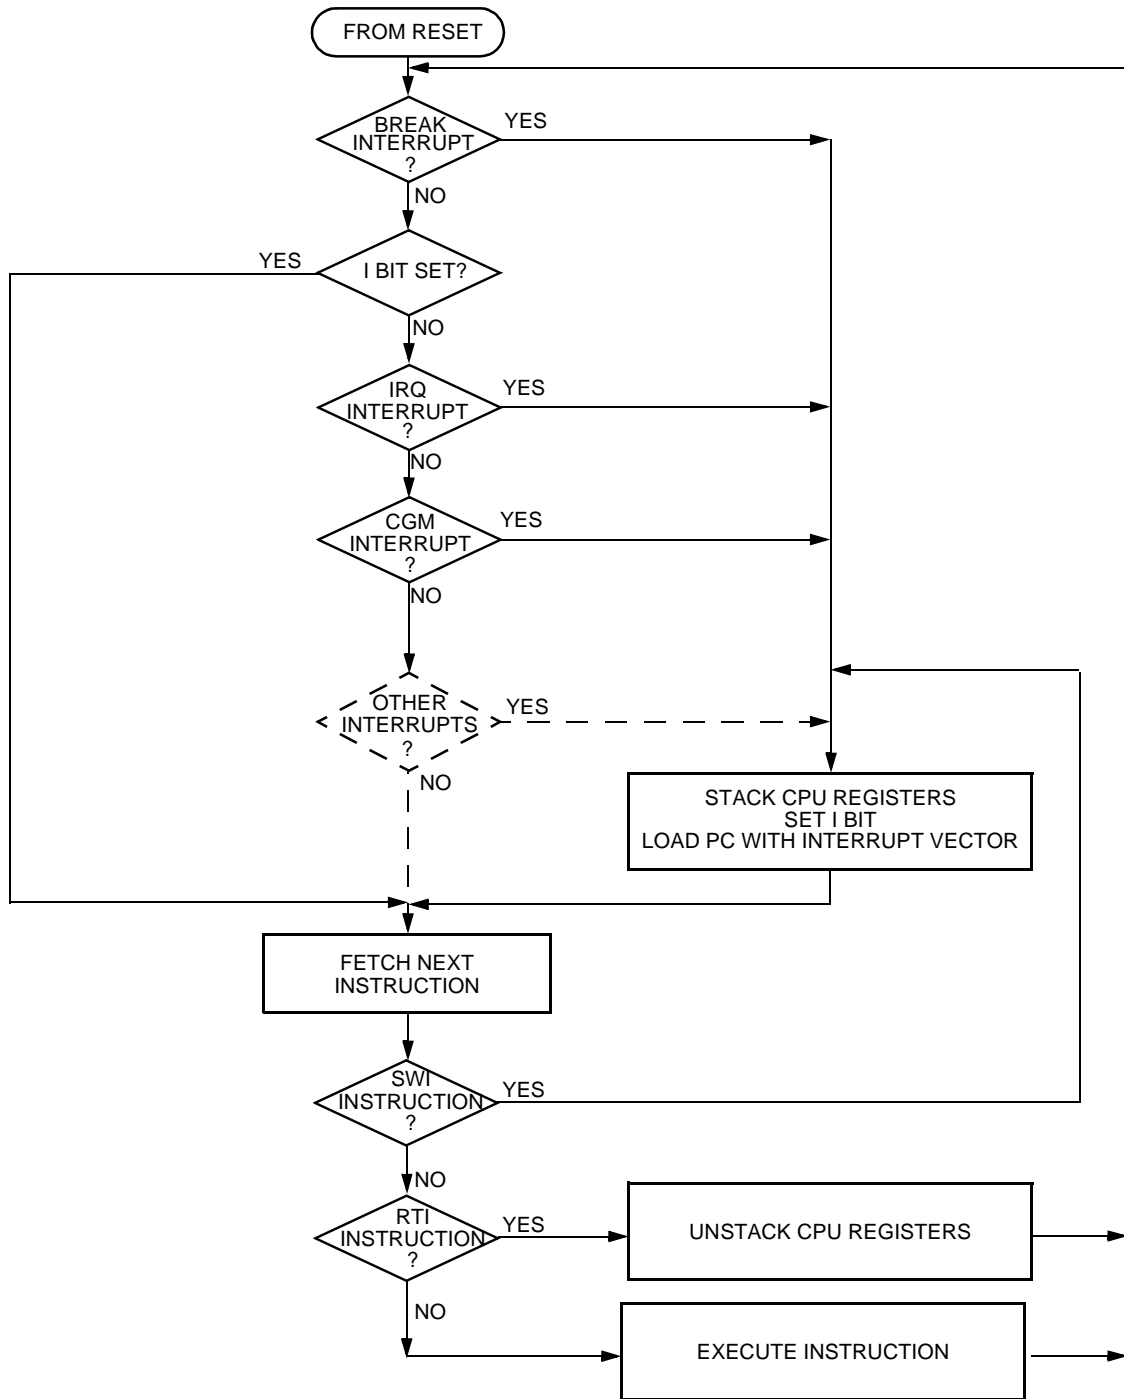 FROM RESET
BREAK
INTERRUPT
?
YES
NO
I BIT SET?
YES
NO
IRQ
INTERRUPT
?
YES
NO
CGM
INTERRUPT
?
YES
NO
OTHER
INTERRUPTS
?
YES
NO
STACK CPU REGISTERS
SET I BIT
LOAD PC WITH INTERRUPT VECTOR
FETCH NEXT
INSTRUCTION
SWI
INSTRUCTION
?
YES
NO
RTI
INSTRUCTION
?
YES
UNSTACK CPU REGISTERS
NO
EXECUTE INSTRUCTION